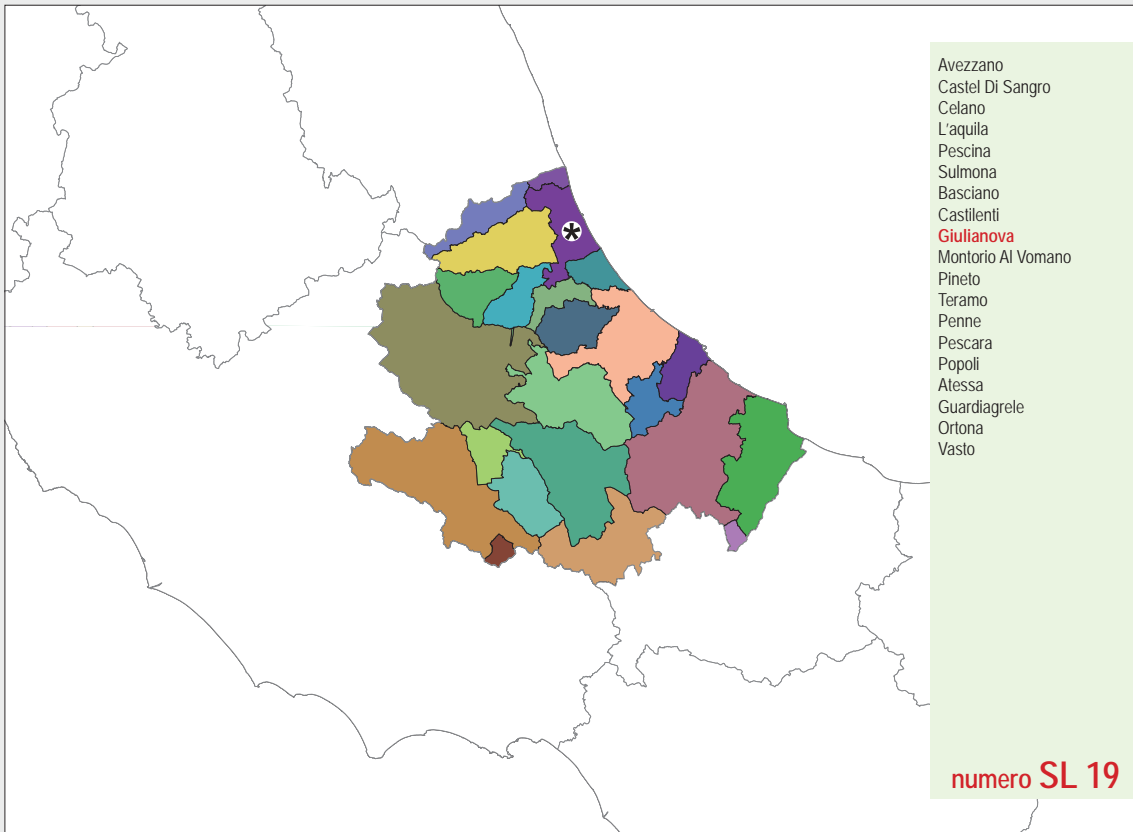 Avezzano
Castel Di Sangro
Celano
L'aquila
Pescina
Sulmona
Basciano
Castilenti
Giulianova
Montorio Al Vomano
Pineto
Teramo
Penne
Pescara
Popoli
Atessa
Guardiagrele
Ortona
Vasto
numero SL 19